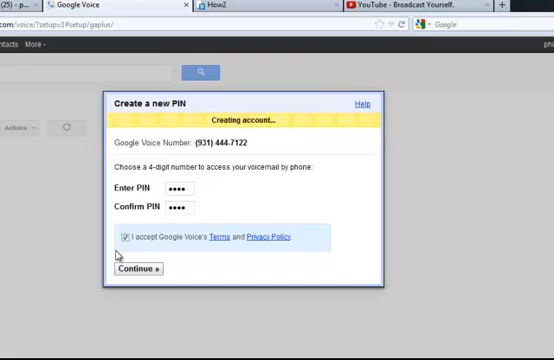 (25) - p...
Google Voice
How2
YouTube - Broadcast Yourself.
.com/voice/?setup=1#setup/gaplus/
Google
ntacts More -
phi
Actions
Create a new PIN
Help
Creating account...
Google Voice Number: (931) 444-7122
Choose a 4-digit number to access your voicemail by phone:
Enter PIN ••••
Confirm PIN ••••
I accept Google Voice's Terms and Privacy Policy.
Continue »